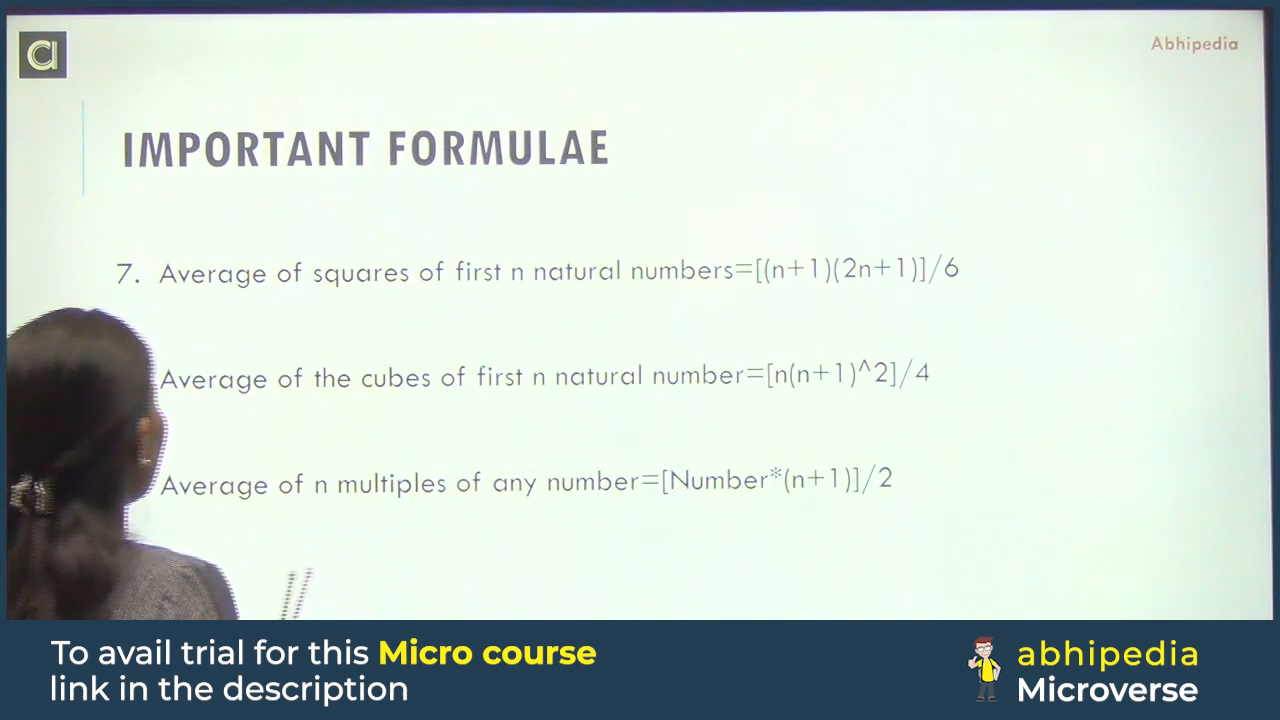 Abhipedia
IMPORTANT FORMULAE
7. Average of squares of first n natural numbers=[(n+1)(2n+1)]/6
Average of the cubes of first n natural number=[n(n+1)^2]/4
Average of n multiples of any number=[Number*(n+1)]/2
To avail trial for this Micro course
link in the description
abhipedia
Microverse